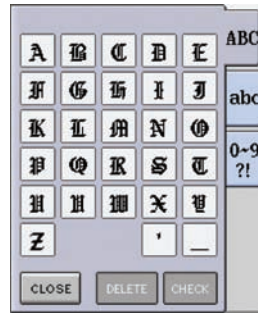 A B C D E
F G H I J
K L M N O
P Q R S T
U V W X Y
Z ' _
CLOSE DELETE CHECK
ABC
abc
0~9
?!